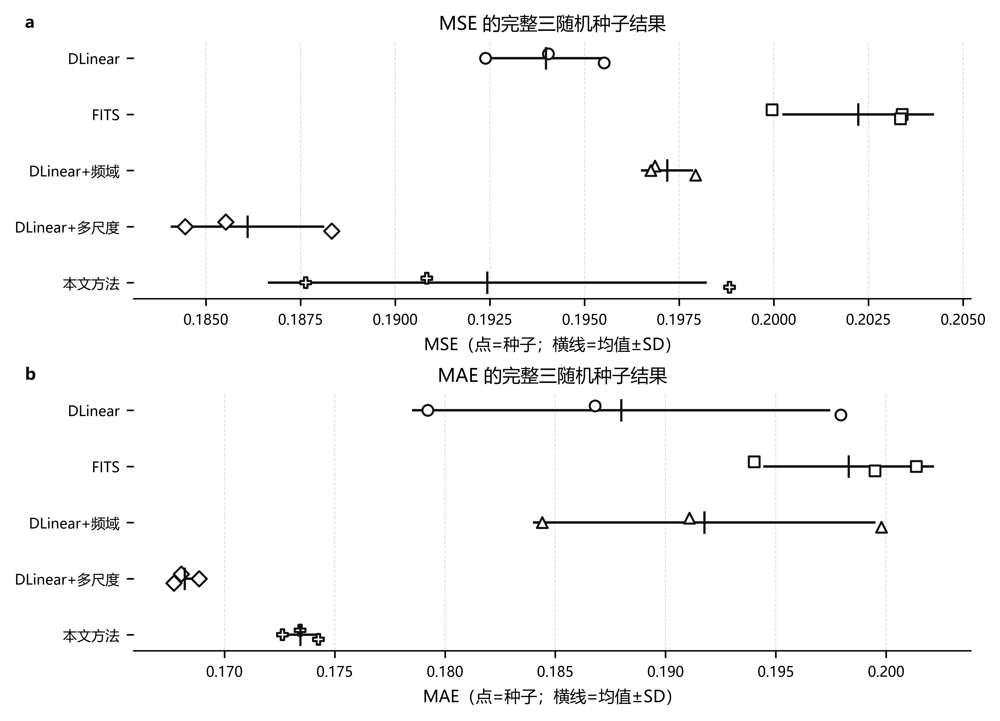 a
MSE 的完整三随机种子结果
DLinear
FITS
DLinear+频域
DLinear+多尺度
本文方法
0.1850 0.1875 0.1900 0.1925 0.1950 0.1975 0.2000 0.2025 0.2050
MSE（点=种子；横线=均值±SD）
b
MAE 的完整三随机种子结果
DLinear
FITS
DLinear+频域
DLinear+多尺度
本文方法
0.170 0.175 0.180 0.185 0.190 0.195 0.200
MAE（点=种子；横线=均值±SD）